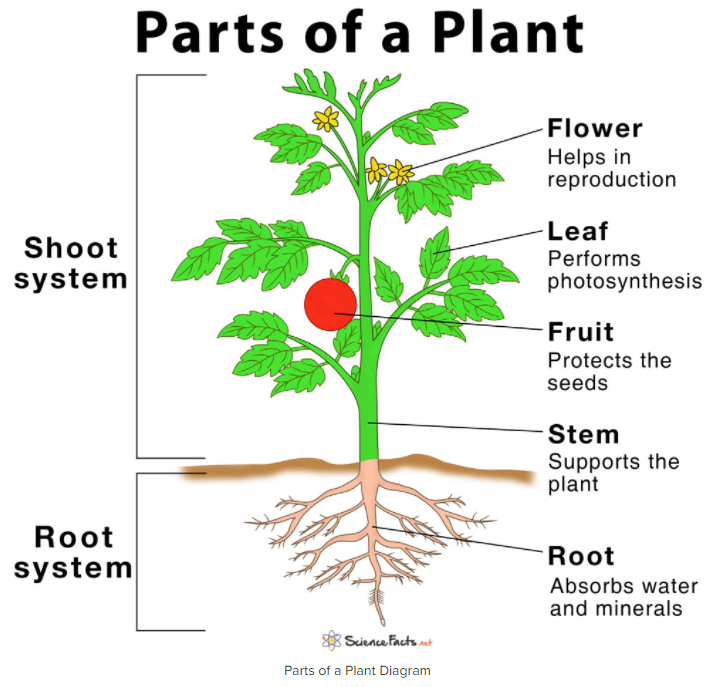 Parts of a Plant
Shoot
system
Flower
Helps in
reproduction
Leaf
Performs
photosynthesis
Fruit
Protects the
seeds
Stem
Supports the
plant
Root
system
Root
Absorbs water
and minerals
ScienceFacts.net
Parts of a Plant Diagram